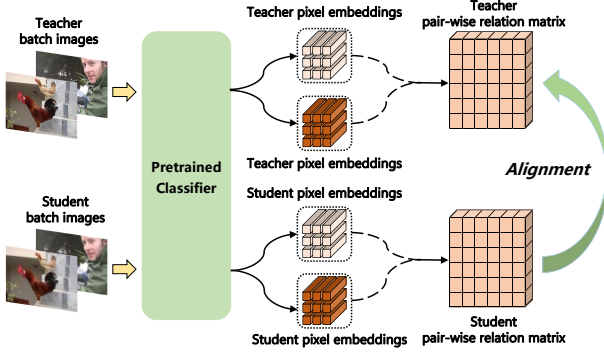 Teacher
batch images
Teacher pixel embeddings
Teacher
pair-wise relation matrix
Pretrained
Classifier
Teacher pixel embeddings
Alignment
Student
batch images
Student pixel embeddings
Student pixel embeddings
Student
pair-wise relation matrix